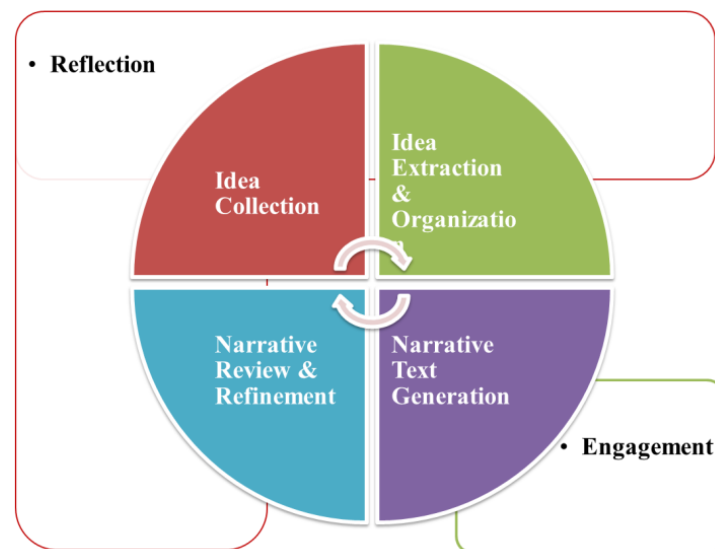 • Reflection
Idea
Collection
Idea
Extraction
&
Organizatio
n
Narrative
Review &
Refinement
Narrative
Text
Generation
• Engagement